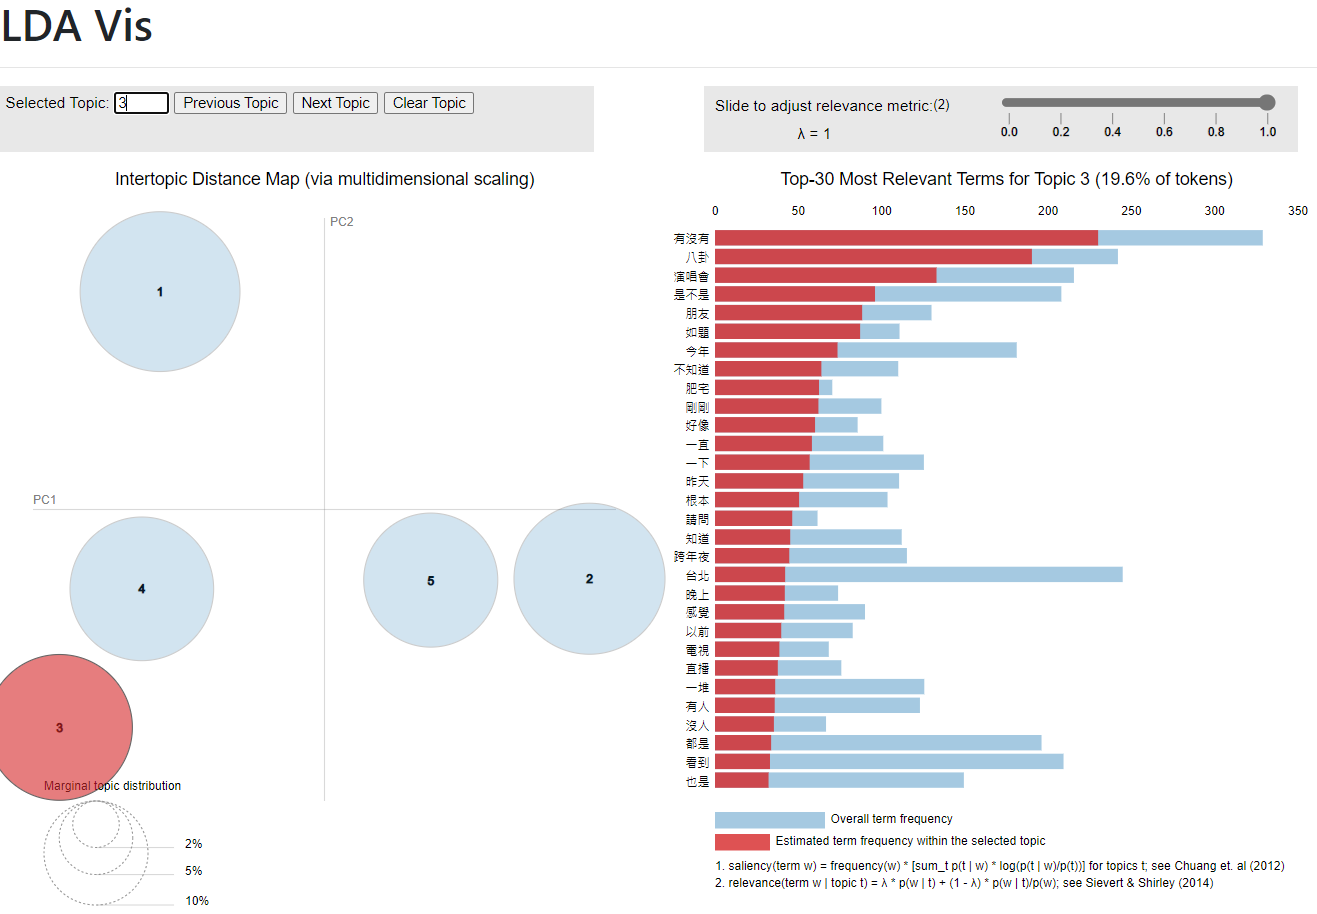 LDA Vis
Selected Topic: 3 Previous Topic Next Topic Clear Topic
Slide to adjust relevance metric:(2)
λ = 1
0.0 0.2 0.4 0.6 0.8 1.0
Intertopic Distance Map (via multidimensional scaling)
PC2
PC1
1
4
5
2
3
Marginal topic distribution
2%
5%
10%
Top-30 Most Relevant Terms for Topic 3 (19.6% of tokens)
0 50 100 150 200 250 300 350
有沒有
八卦
演唱會
是不是
朋友
如題
今年
不知道
肥宅
剛剛
好像
一直
一下
昨天
根本
請問
知道
跨年夜
台北
晚上
感覺
以前
電視
直播
一堆
有人
沒人
都是
看到
也是
Overall term frequency
Estimated term frequency within the selected topic
1. saliency(term w) = frequency(w) * [sum_t p(t | w) * log(p(t | w)/p(t))] for topics t; see Chuang et. al (2012)
2. relevance(term w | topic t) = λ * p(w | t) + (1 - λ) * p(w | t)/p(w); see Sievert & Shirley (2014)